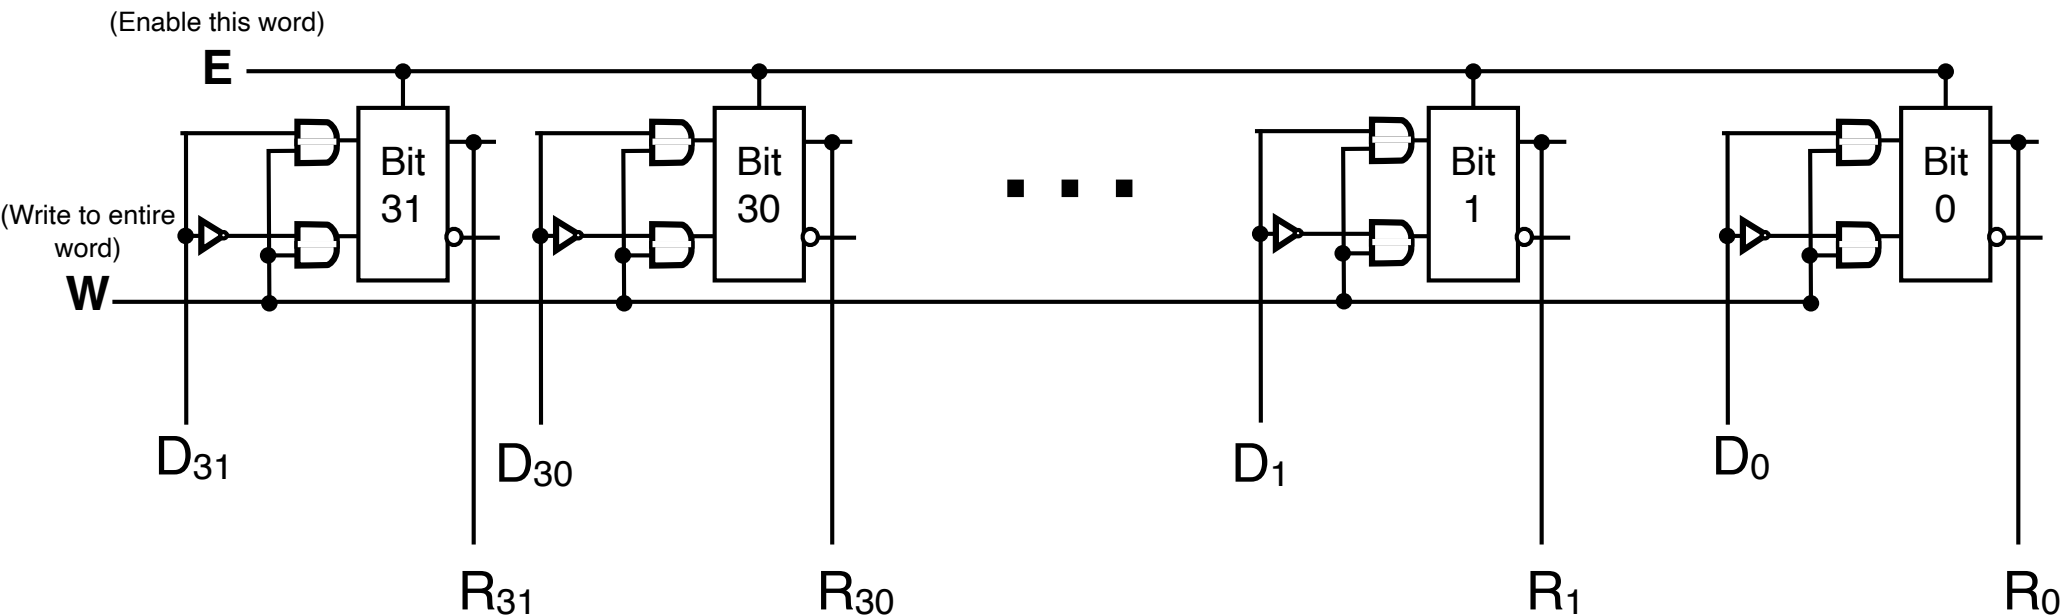 (Enable this word)
E
Bit
31
Bit
30
Bit
1
Bit
0
(Write to entire
word)
W
D31
D30
D1
D0
R31
R30
R1
R0